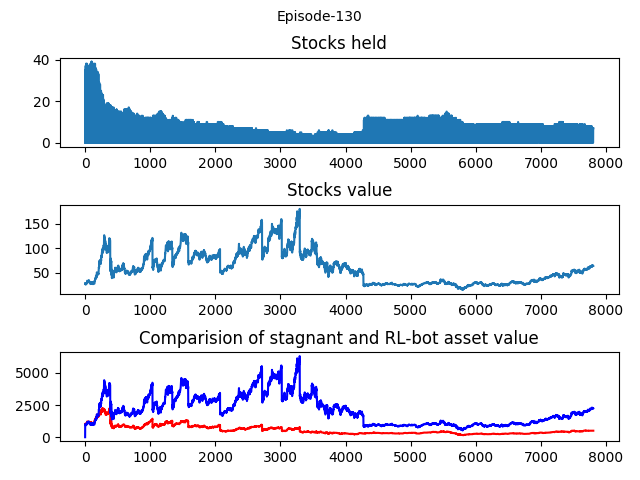 Episode-130
Stocks held
40
20
0
0 1000 2000 3000 4000 5000 6000 7000 8000
Stocks value
150
100
50
0 1000 2000 3000 4000 5000 6000 7000 8000
Comparision of stagnant and RL-bot asset value
5000
2500
0
0 1000 2000 3000 4000 5000 6000 7000 8000